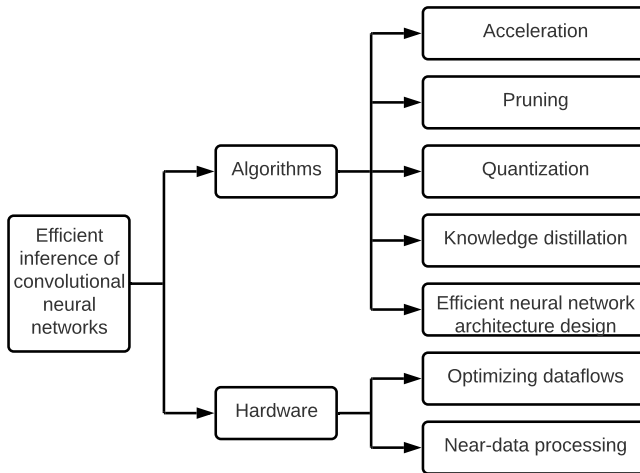 Efficient
inference of
convolutional
neural
networks
Algorithms
Acceleration
Pruning
Quantization
Knowledge distillation
Efficient neural network
architecture design
Hardware
Optimizing dataflows
Near-data processing